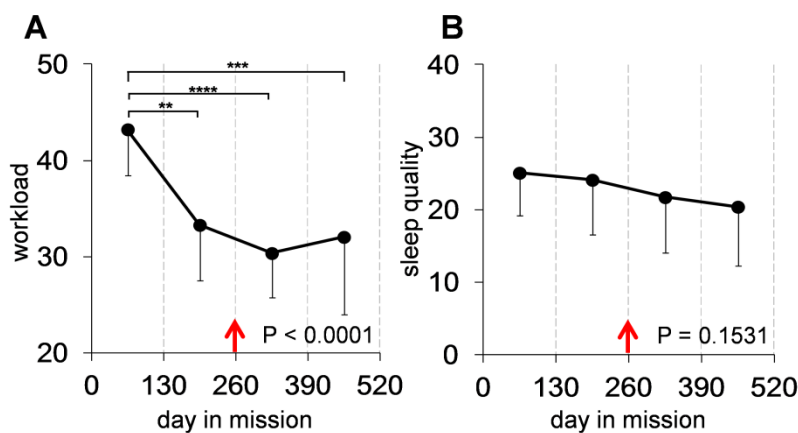 A
50
40
30
20
workload
***
****
**
P < 0.0001
0 130 260 390 520
day in mission
B
40
30
20
10
0
sleep quality
P = 0.1531
0 130 260 390 520
day in mission